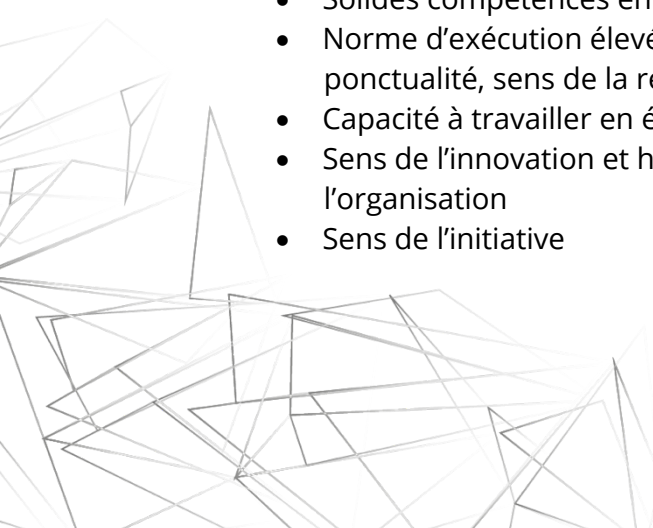 • Solides compétences en
• Norme d’exécution élevé
ponctualité, sens de la r
• Capacité à travailler en é
• Sens de l’innovation et h
l’organisation
• Sens de l’initiative